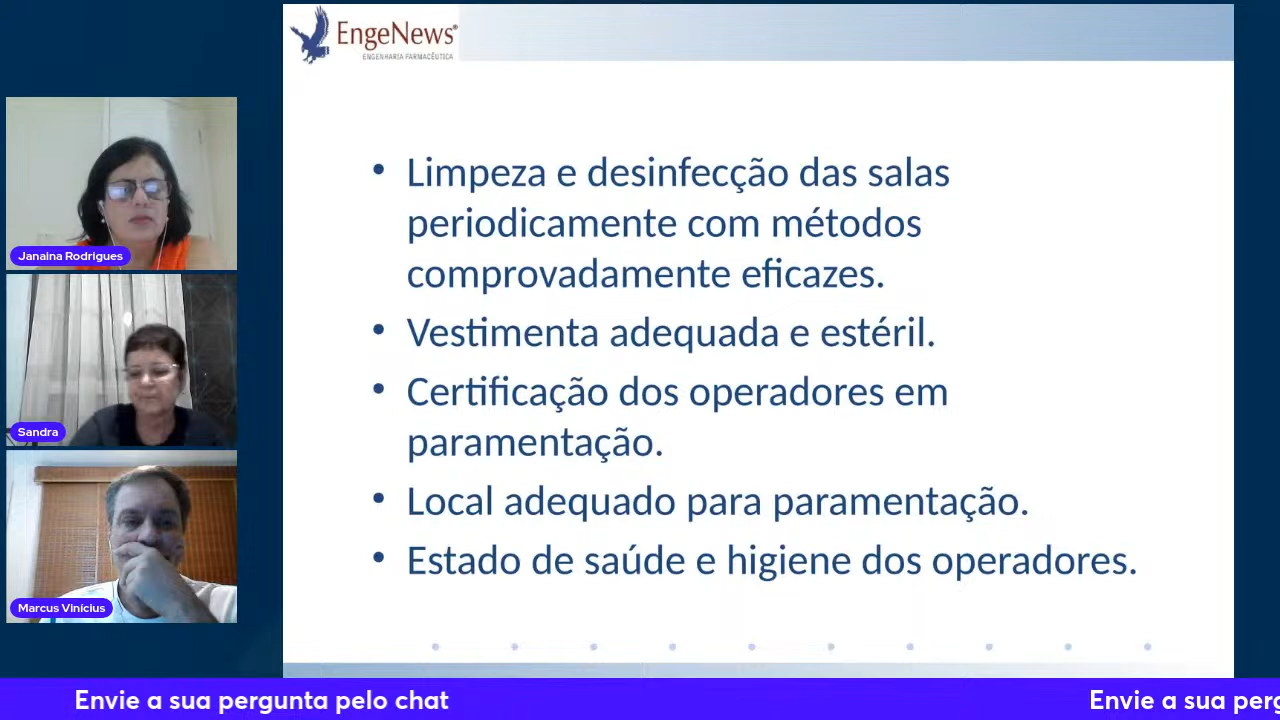 EngeNews®
ENGENHARIA FARMACÊUTICA
Janaina Rodrigues
Sandra
Marcus Vinícius
• Limpeza e desinfecção das salas
periodicamente com métodos
comprovadamente eficazes.
• Vestimenta adequada e estéril.
• Certificação dos operadores em
paramentação.
• Local adequado para paramentação.
• Estado de saúde e higiene dos operadores.
Envie a sua pergunta pelo chat
Envie a sua perg